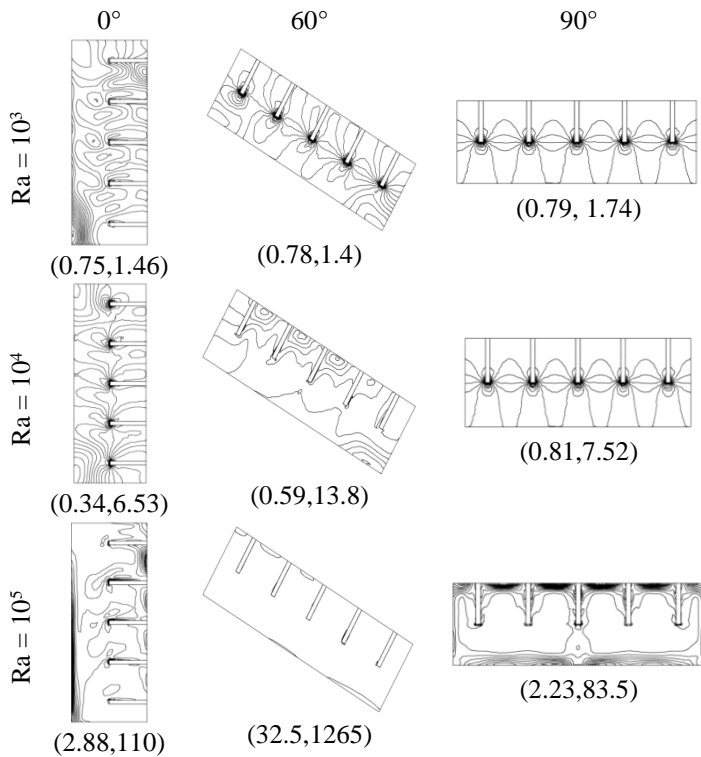 0° 60° 90°
Ra = 10³
(0.75,1.46) (0.78,1.4) (0.79, 1.74)
Ra = 10⁴
(0.34,6.53) (0.59,13.8) (0.81,7.52)
Ra = 10⁵
(2.88,110) (32.5,1265) (2.23,83.5)